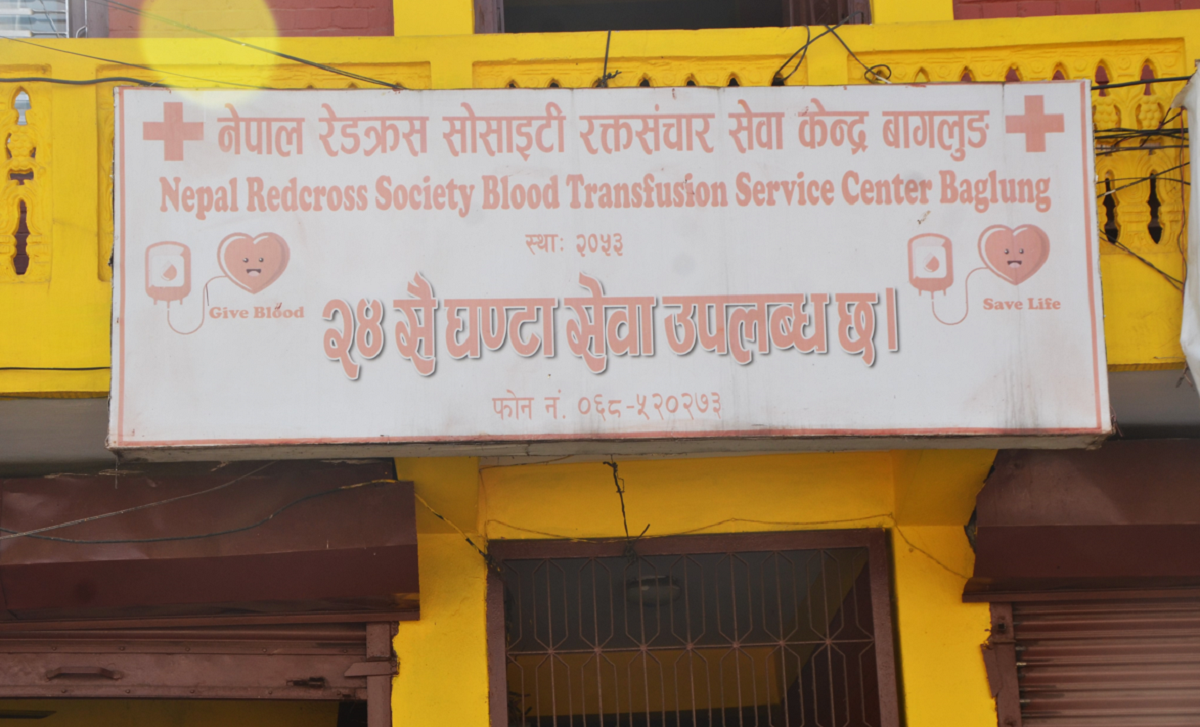 नेपाल रेडक्रस सोसाइटी रक्तसंचार सेवा केन्द्र बागलुङ
Nepal Redcross Society Blood Transfusion Service Center Baglung
स्थाः २०५३
Give Blood
Save Life
२४ सै घण्टा सेवा उपलब्ध छ।
फोन नं. ०६८-५२०२७३